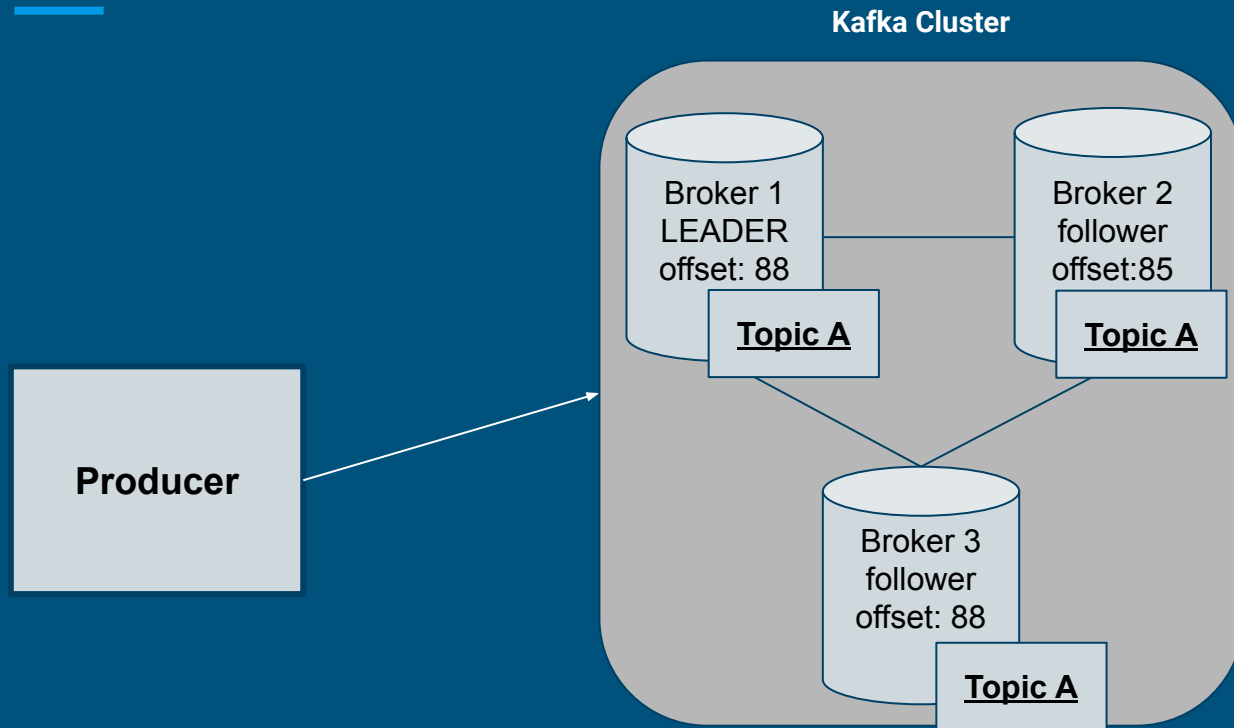 Kafka Cluster
Broker 1
LEADER
offset: 88
Topic A
Broker 2
follower
offset:85
Topic A
Producer
Broker 3
follower
offset: 88
Topic A